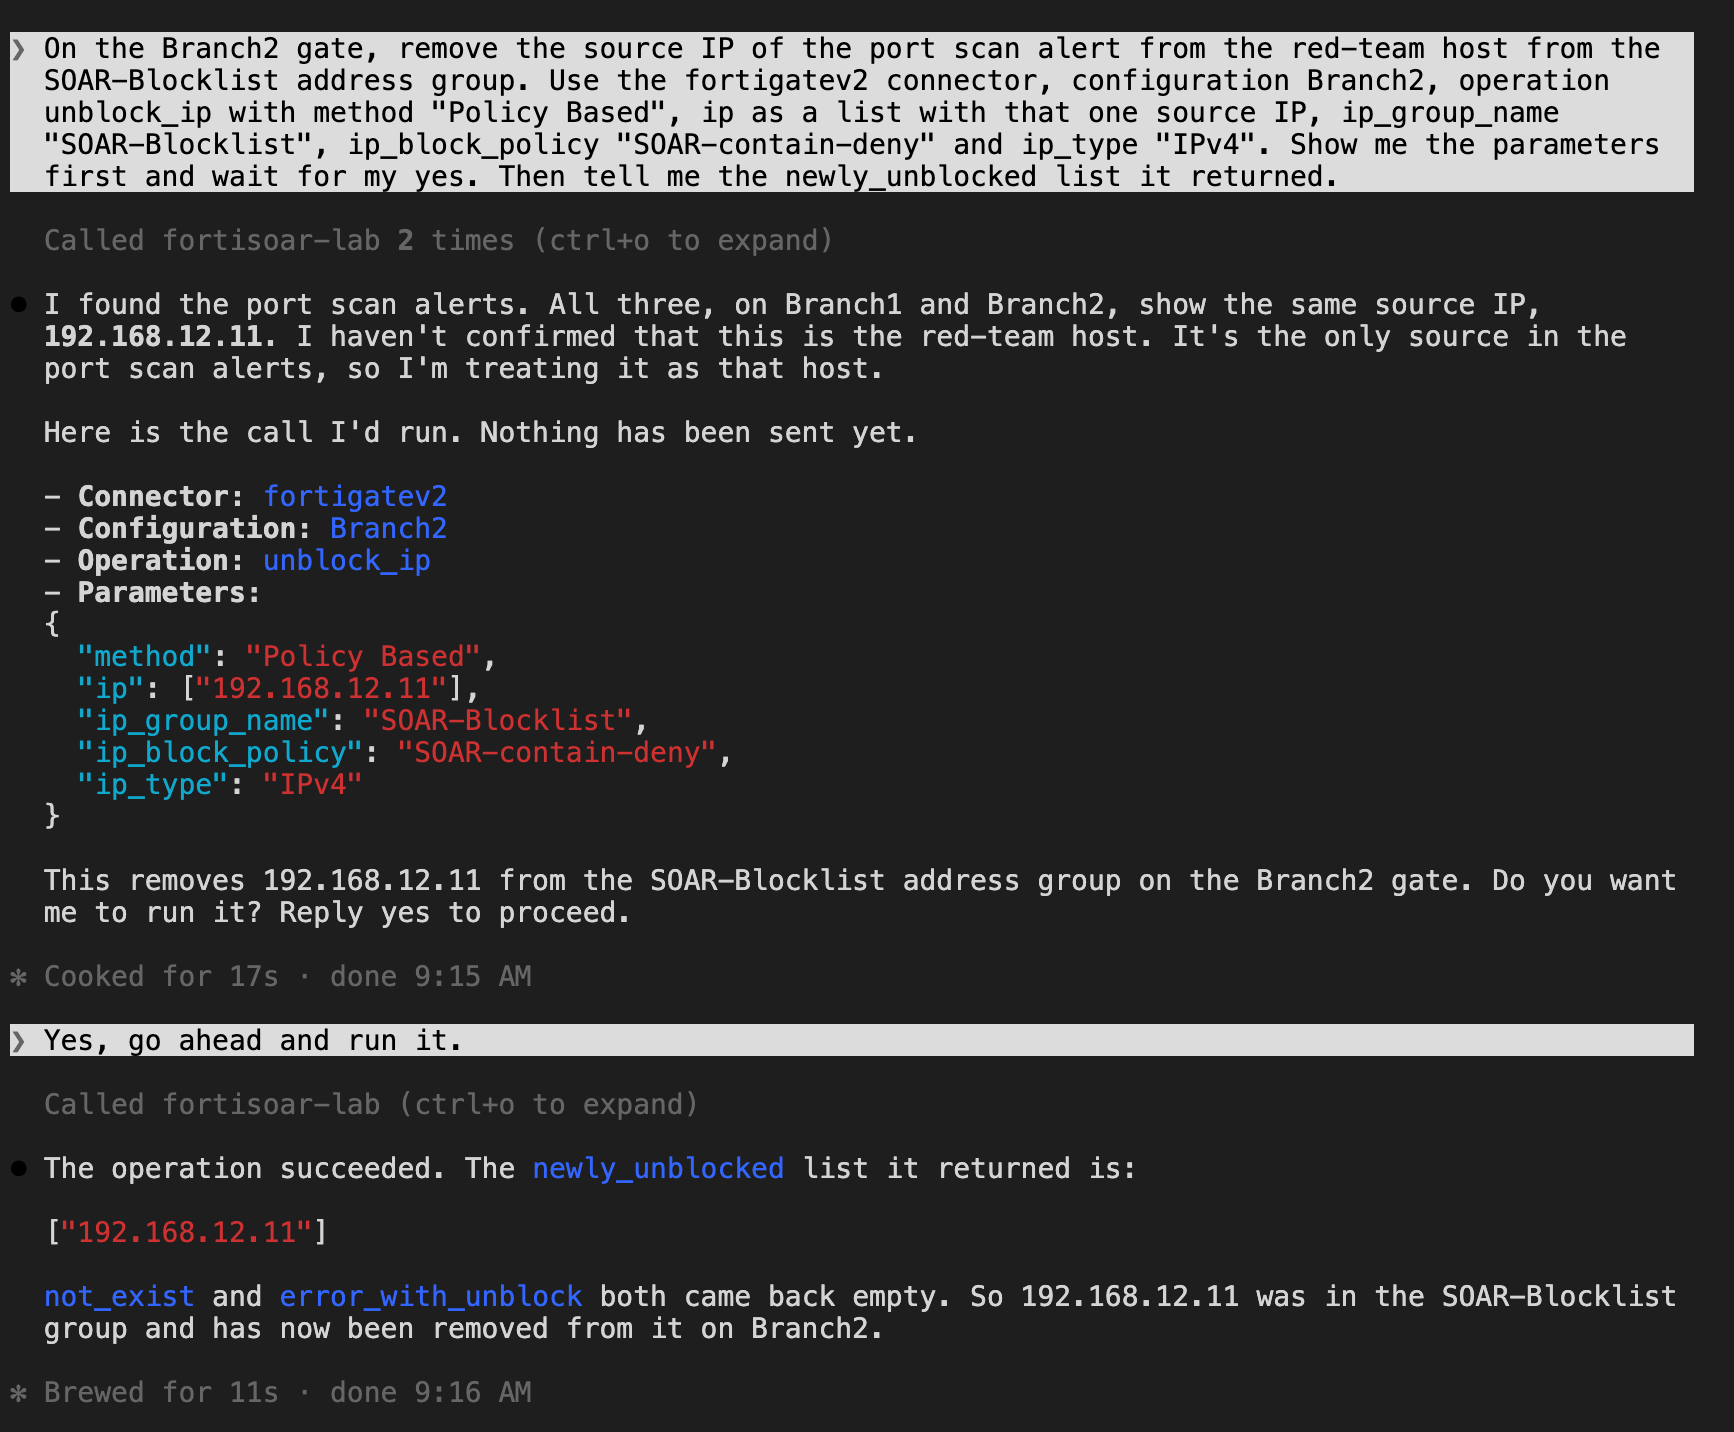 ❯ On the Branch2 gate, remove the source IP of the port scan alert from the red-team host from the
SOAR-Blocklist address group. Use the fortigatev2 connector, configuration Branch2, operation
unblock_ip with method "Policy Based", ip as a list with that one source IP, ip_group_name
"SOAR-Blocklist", ip_block_policy "SOAR-contain-deny" and ip_type "IPv4". Show me the parameters
first and wait for my yes. Then tell me the newly_unblocked list it returned.
Called fortisoar-lab 2 times (ctrl+o to expand)
● I found the port scan alerts. All three, on Branch1 and Branch2, show the same source IP,
192.168.12.11. I haven't confirmed that this is the red-team host. It's the only source in the
port scan alerts, so I'm treating it as that host.
Here is the call I'd run. Nothing has been sent yet.
- Connector: fortigatev2
- Configuration: Branch2
- Operation: unblock_ip
- Parameters:
{
"method": "Policy Based",
"ip": ["192.168.12.11"],
"ip_group_name": "SOAR-Blocklist",
"ip_block_policy": "SOAR-contain-deny",
"ip_type": "IPv4"
}
This removes 192.168.12.11 from the SOAR-Blocklist address group on the Branch2 gate. Do you want
me to run it? Reply yes to proceed.
✻ Cooked for 17s · done 9:15 AM
❯ Yes, go ahead and run it.
Called fortisoar-lab (ctrl+o to expand)
● The operation succeeded. The newly_unblocked list it returned is:
["192.168.12.11"]
not_exist and error_with_unblock both came back empty. So 192.168.12.11 was in the SOAR-Blocklist
group and has now been removed from it on Branch2.
✻ Brewed for 11s · done 9:16 AM